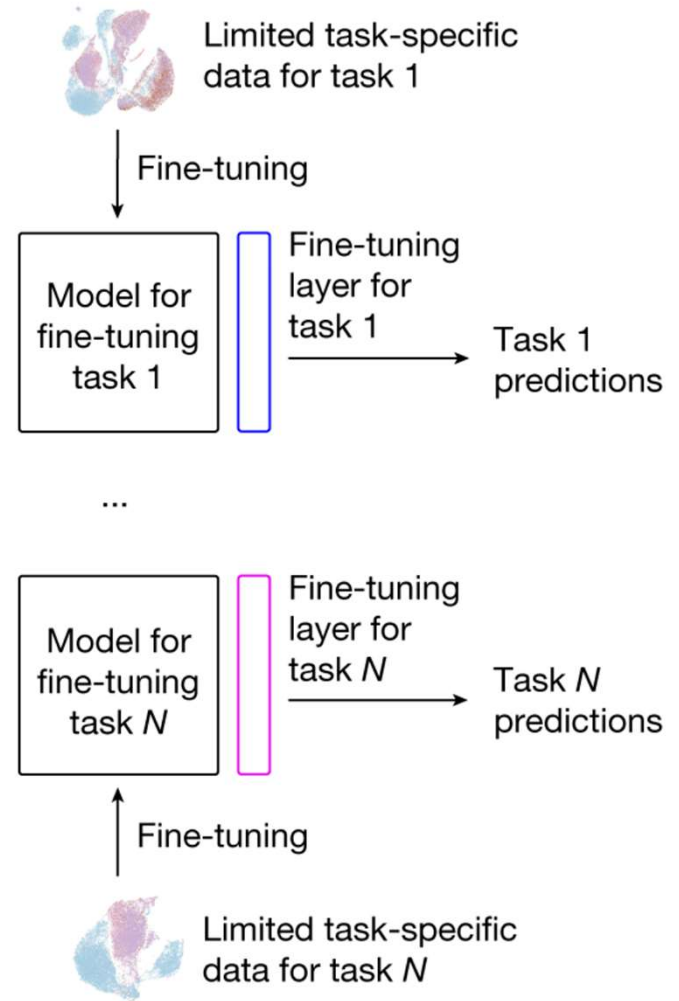 Limited task-specific
data for task 1
Fine-tuning
Model for
fine-tuning
task 1
Fine-tuning
layer for
task 1
Task 1
predictions
...
Model for
fine-tuning
task N
Fine-tuning
layer for
task N
Task N
predictions
Fine-tuning
Limited task-specific
data for task N